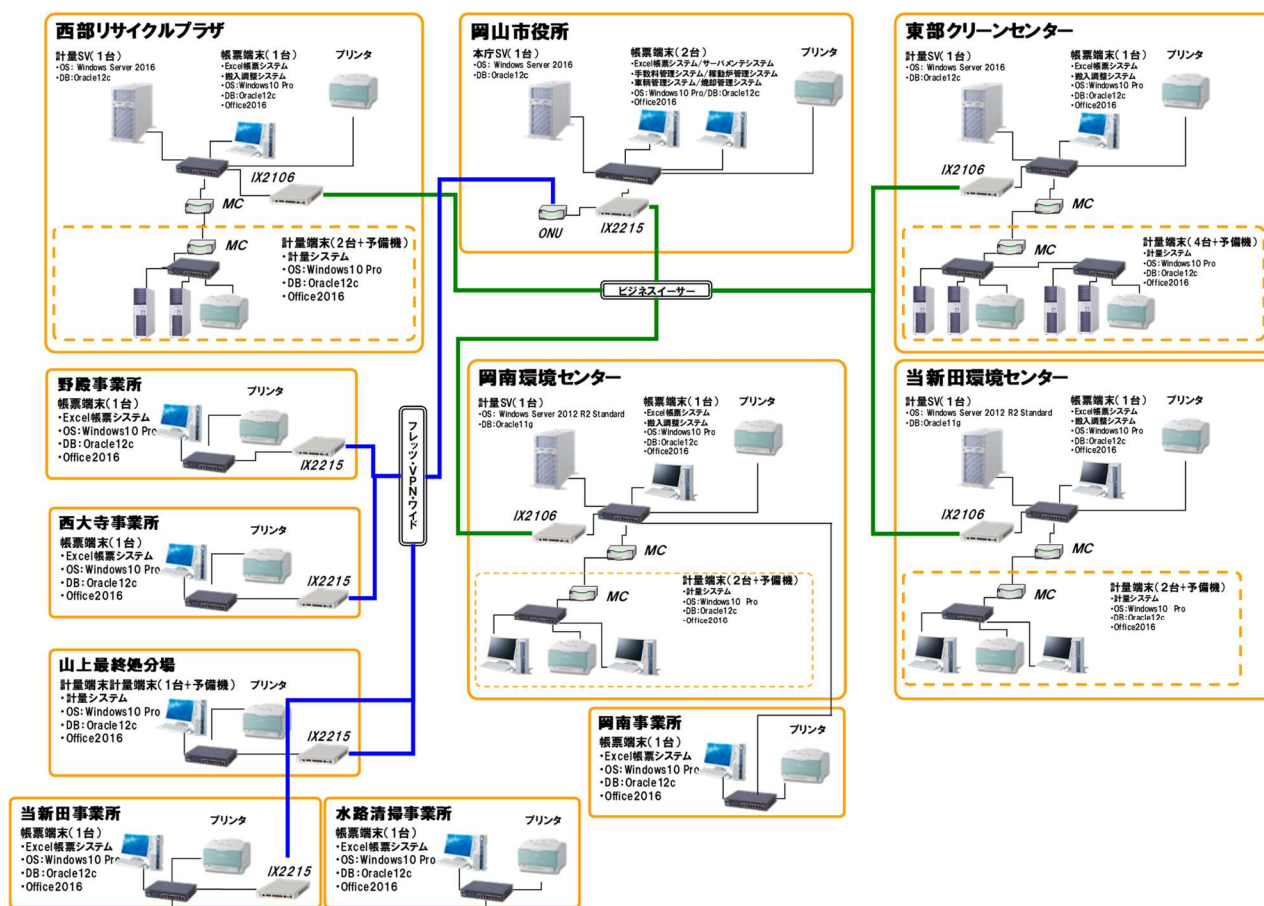 西部リサイクルプラザ
計量SV(1台)
・OS: Windows Server 2016
・DB:Oracle12c
帳票端末(1台)
・Excel帳票システム
・搬入調整システム
・OS:Windows10 Pro
・DB:Oracle12c
・Office2016
プリンタ
IX2106
MC
MC
計量端末(2台+予備機)
・計量システム
・OS:Windows10 Pro
・DB:Oracle12c
・Office2016
岡山市役所
本庁SV(1台)
・OS: Windows Server 2016
・DB:Oracle12c
帳票端末(2台)
・Excel帳票システム/サーバメンテシステム
・手数料管理システム/稼動炉管理システム
・車輌管理システム/焼却管理システム
・OS:Windows10 Pro/DB:Oracle12c
・Office2016
プリンタ
ONU
IX2215
ビジネスイーサー
東部クリーンセンター
計量SV(1台)
・OS: Windows Server 2016
・DB:Oracle12c
帳票端末(1台)
・Excel帳票システム
・搬入調整システム
・OS:Windows10 Pro
・DB:Oracle12c
・Office2016
プリンタ
IX2106
MC
MC
計量端末(4台+予備機)
・計量システム
・OS:Windows10 Pro
・DB:Oracle12c
・Office2016
野殿事業所
帳票端末(1台)
・Excel帳票システム
・OS:Windows10 Pro
・DB:Oracle12c
・Office2016
プリンタ
IX2215
フレッツ・VPN・ワイド
西大寺事業所
帳票端末(1台)
・Excel帳票システム
・OS:Windows10 Pro
・DB:Oracle12c
・Office2016
プリンタ
IX2215
山上最終処分場
計量端末計量端末(1台+予備機)
・計量システム
・OS:Windows10 Pro
・DB:Oracle12c
・Office2016
プリンタ
IX2215
岡南環境センター
計量SV(1台)
・OS: Windows Server 2012 R2 Standard
・DB:Oracle11g
帳票端末(1台)
・Excel帳票システム
・搬入調整システム
・OS:Windows10 Pro
・DB:Oracle12c
・Office2016
プリンタ
IX2106
MC
MC
計量端末(2台+予備機)
・計量システム
・OS:Windows10 Pro
・DB:Oracle12c
・Office2016
当新田環境センター
計量SV(1台)
・OS: Windows Server 2012 R2 Standard
・DB:Oracle11g
帳票端末(1台)
・Excel帳票システム
・搬入調整システム
・OS:Windows10 Pro
・DB:Oracle12c
・Office2016
プリンタ
IX2106
MC
MC
計量端末(2台+予備機)
・計量システム
・OS:Windows10 Pro
・DB:Oracle12c
・Office2016
岡南事業所
帳票端末(1台)
・Excel帳票システム
・OS:Windows10 Pro
・DB:Oracle12c
・Office2016
プリンタ
当新田事業所
帳票端末(1台)
・Excel帳票システム
・OS:Windows10 Pro
・DB:Oracle12c
・Office2016
プリンタ
IX2215
水路清掃事業所
帳票端末(1台)
・Excel帳票システム
・OS:Windows10 Pro
・DB:Oracle12c
・Office2016
プリンタ